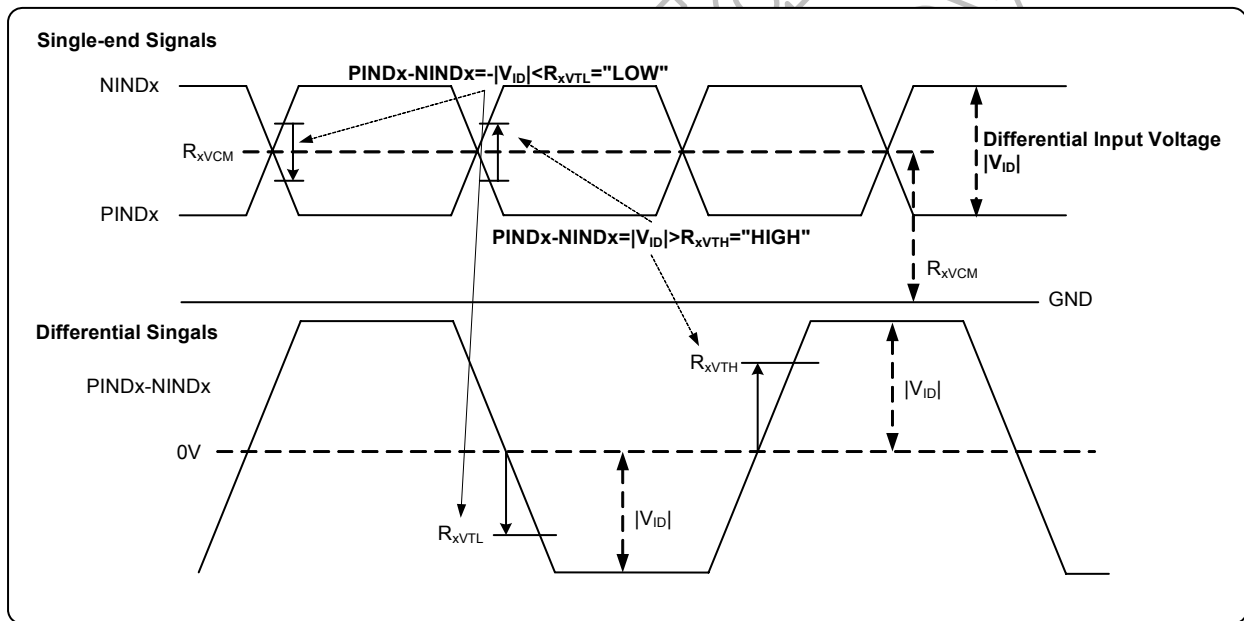 Single-end Signals
PINDx-NINDx=-|VID|<RxVTL="LOW"
NINDx
RxVCM
Differential Input Voltage
|VID|
PINDx
PINDx-NINDx=|VID|>RxVTH="HIGH"
RxVCM
GND
Differential Singals
RxVTH
PINDx-NINDx
|VID|
0V
|VID|
RxVTL